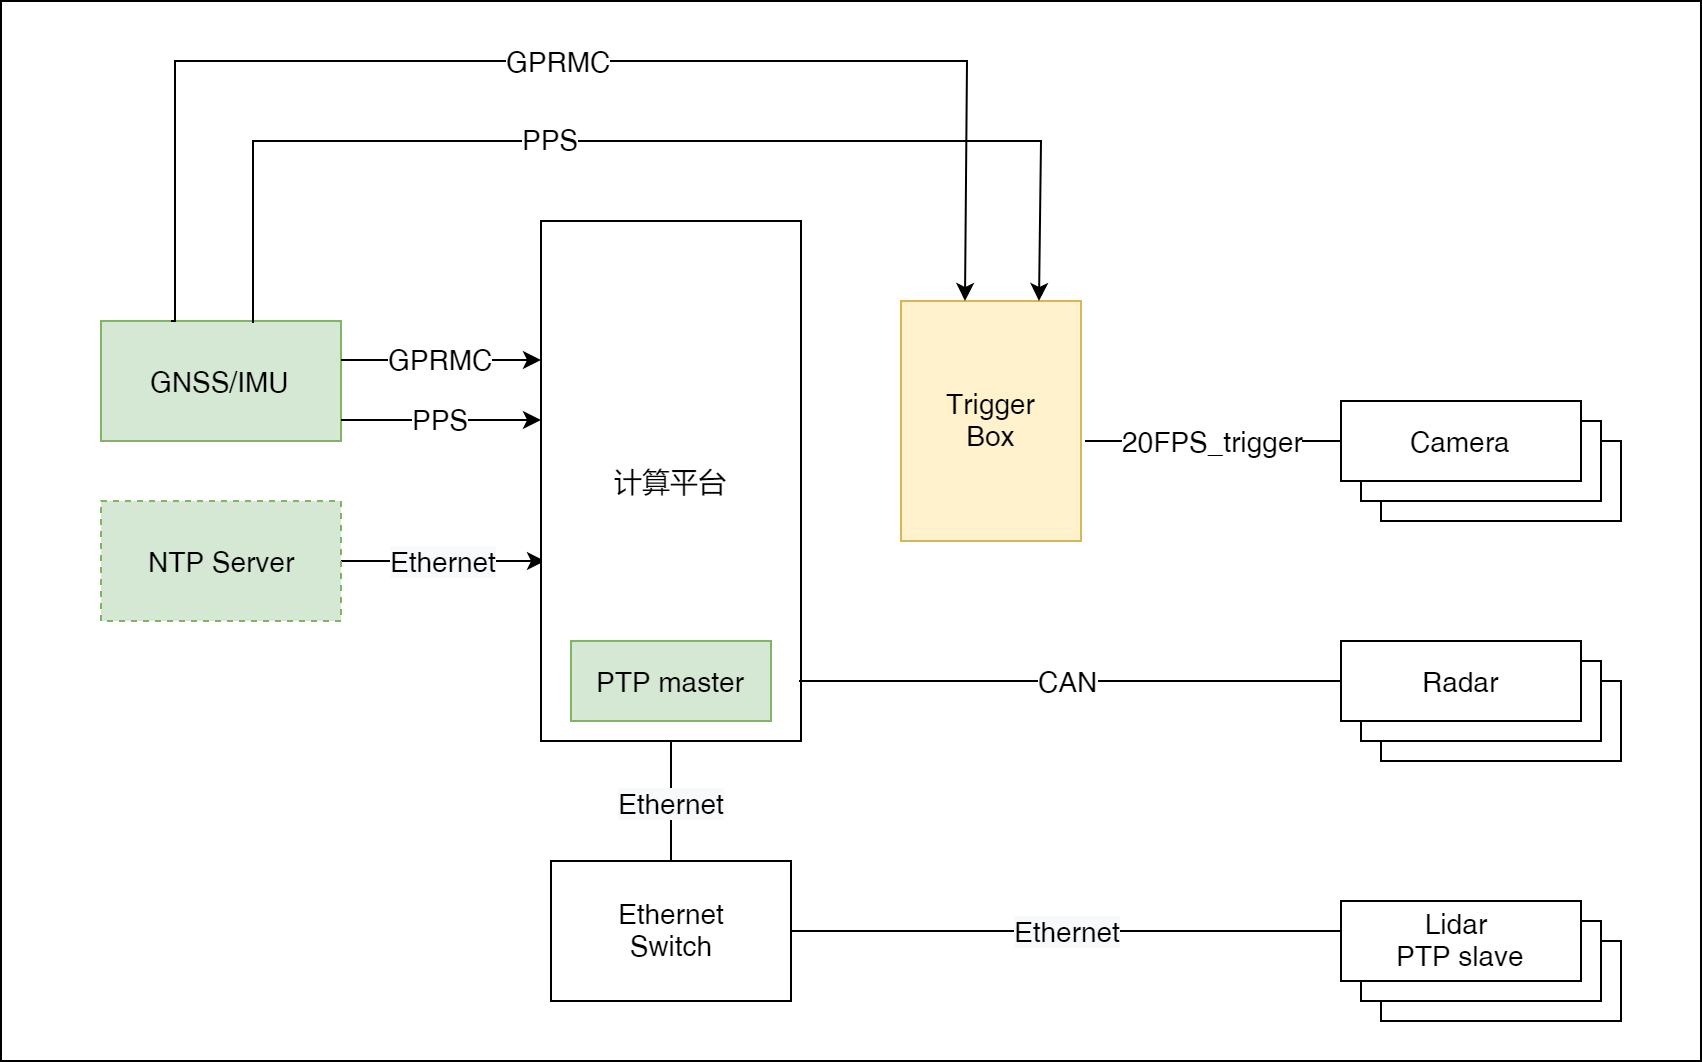 GPRMC
PPS
GNSS/IMU
GPRMC
PPS
NTP Server
Ethernet
计算平台
PTP master
Trigger
Box
20FPS_trigger
Camera
CAN
Radar
Ethernet
Ethernet
Switch
Ethernet
Lidar
PTP slave